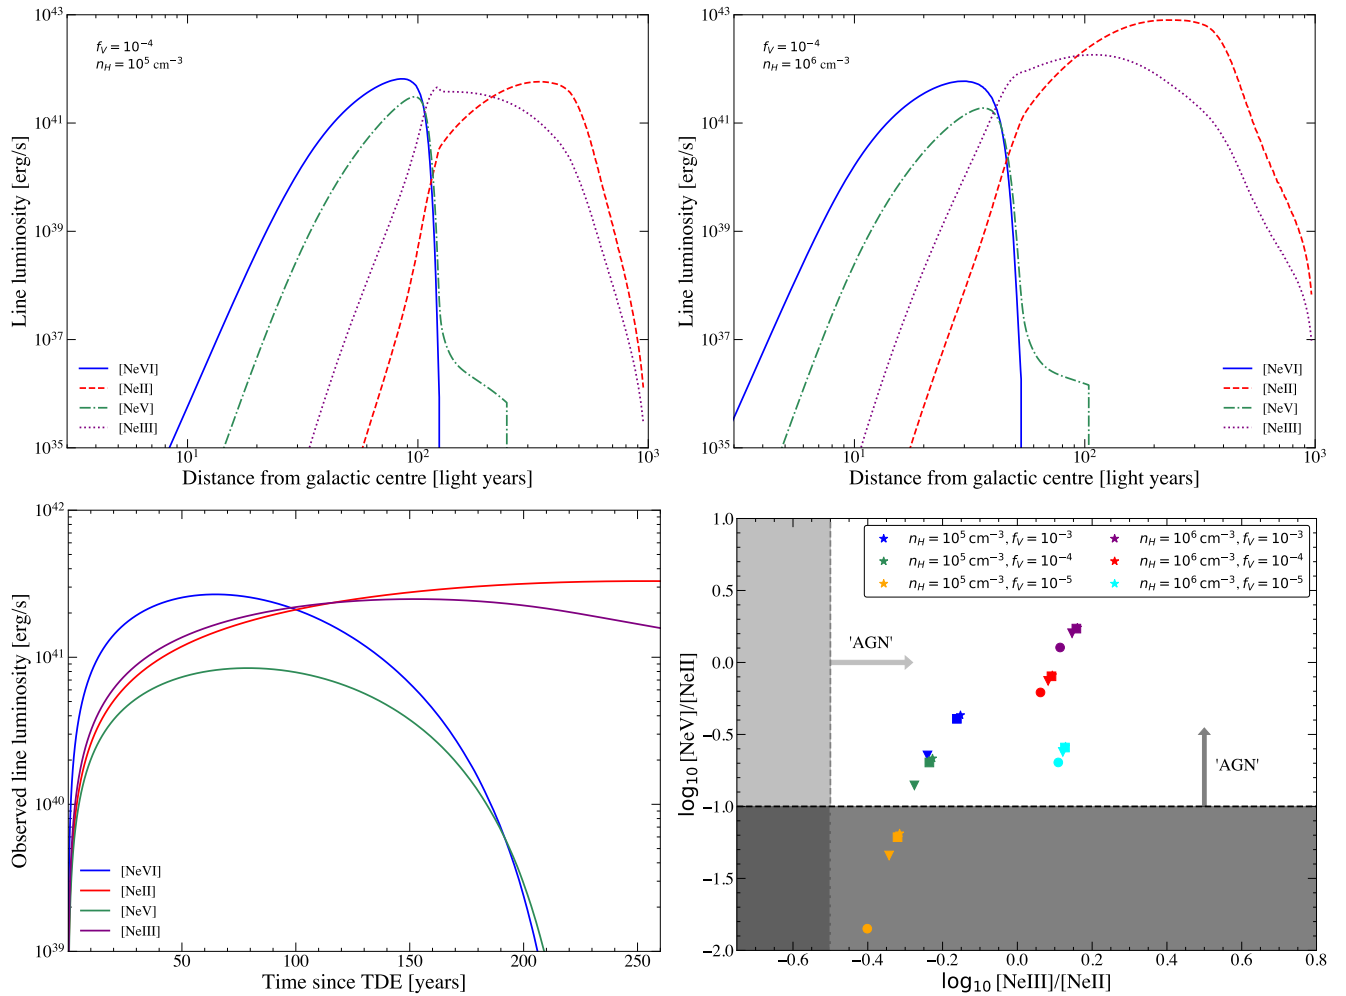 10^43
10^41
10^39
10^37
10^35
Line luminosity [erg/s]
f_V = 10^-4
n_H = 10^5 cm^-3
[NeVI]
[NeII]
[NeV]
[NeIII]
10^1
10^2
10^3
Distance from galactic centre [light years]
10^43
10^41
10^39
10^37
10^35
Line luminosity [erg/s]
f_V = 10^-4
n_H = 10^6 cm^-3
[NeVI]
[NeII]
[NeV]
[NeIII]
10^1
10^2
10^3
Distance from galactic centre [light years]
10^42
10^41
10^40
10^39
Observed line luminosity [erg/s]
[NeVI]
[NeII]
[NeV]
[NeIII]
50
100
150
200
250
Time since TDE [years]
1.0
0.5
0.0
−0.5
−1.0
−1.5
−2.0
log_10 [NeV]/[NeII]
n_H = 10^5 cm^-3, f_V = 10^-3
n_H = 10^5 cm^-3, f_V = 10^-4
n_H = 10^5 cm^-3, f_V = 10^-5
n_H = 10^6 cm^-3, f_V = 10^-3
n_H = 10^6 cm^-3, f_V = 10^-4
n_H = 10^6 cm^-3, f_V = 10^-5
'AGN'
'AGN'
−0.6
−0.4
−0.2
0.0
0.2
0.4
0.6
0.8
log_10 [NeIII]/[NeII]